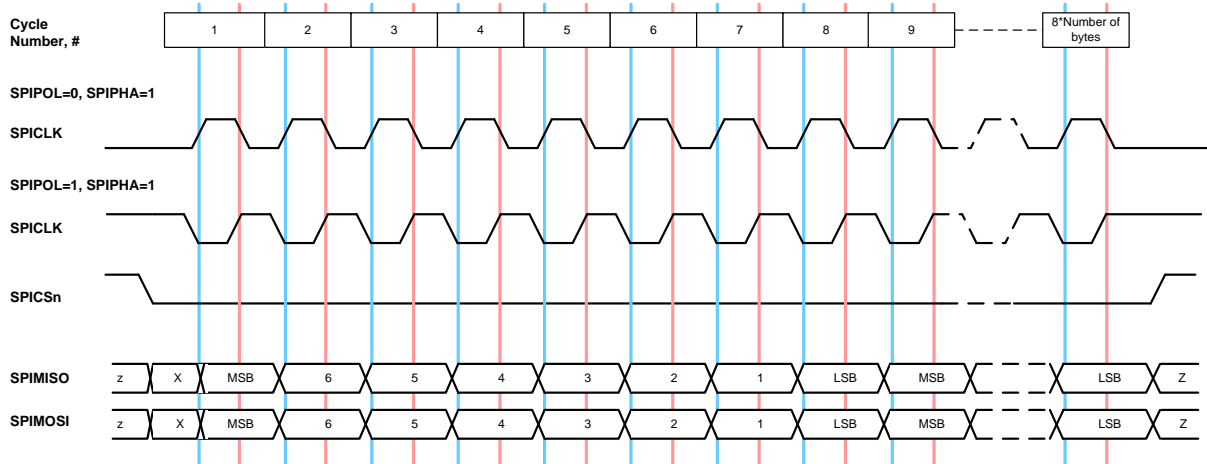 Cycle
Number, #
1 2 3 4 5 6 7 8 9
8*Number of
bytes
SPIPOL=0, SPIPHA=1
SPICLK
SPIPOL=1, SPIPHA=1
SPICLK
SPICSn
SPIMISO z X MSB 6 5 4 3 2 1 LSB MSB LSB Z
SPIMOSI z X MSB 6 5 4 3 2 1 LSB MSB LSB Z